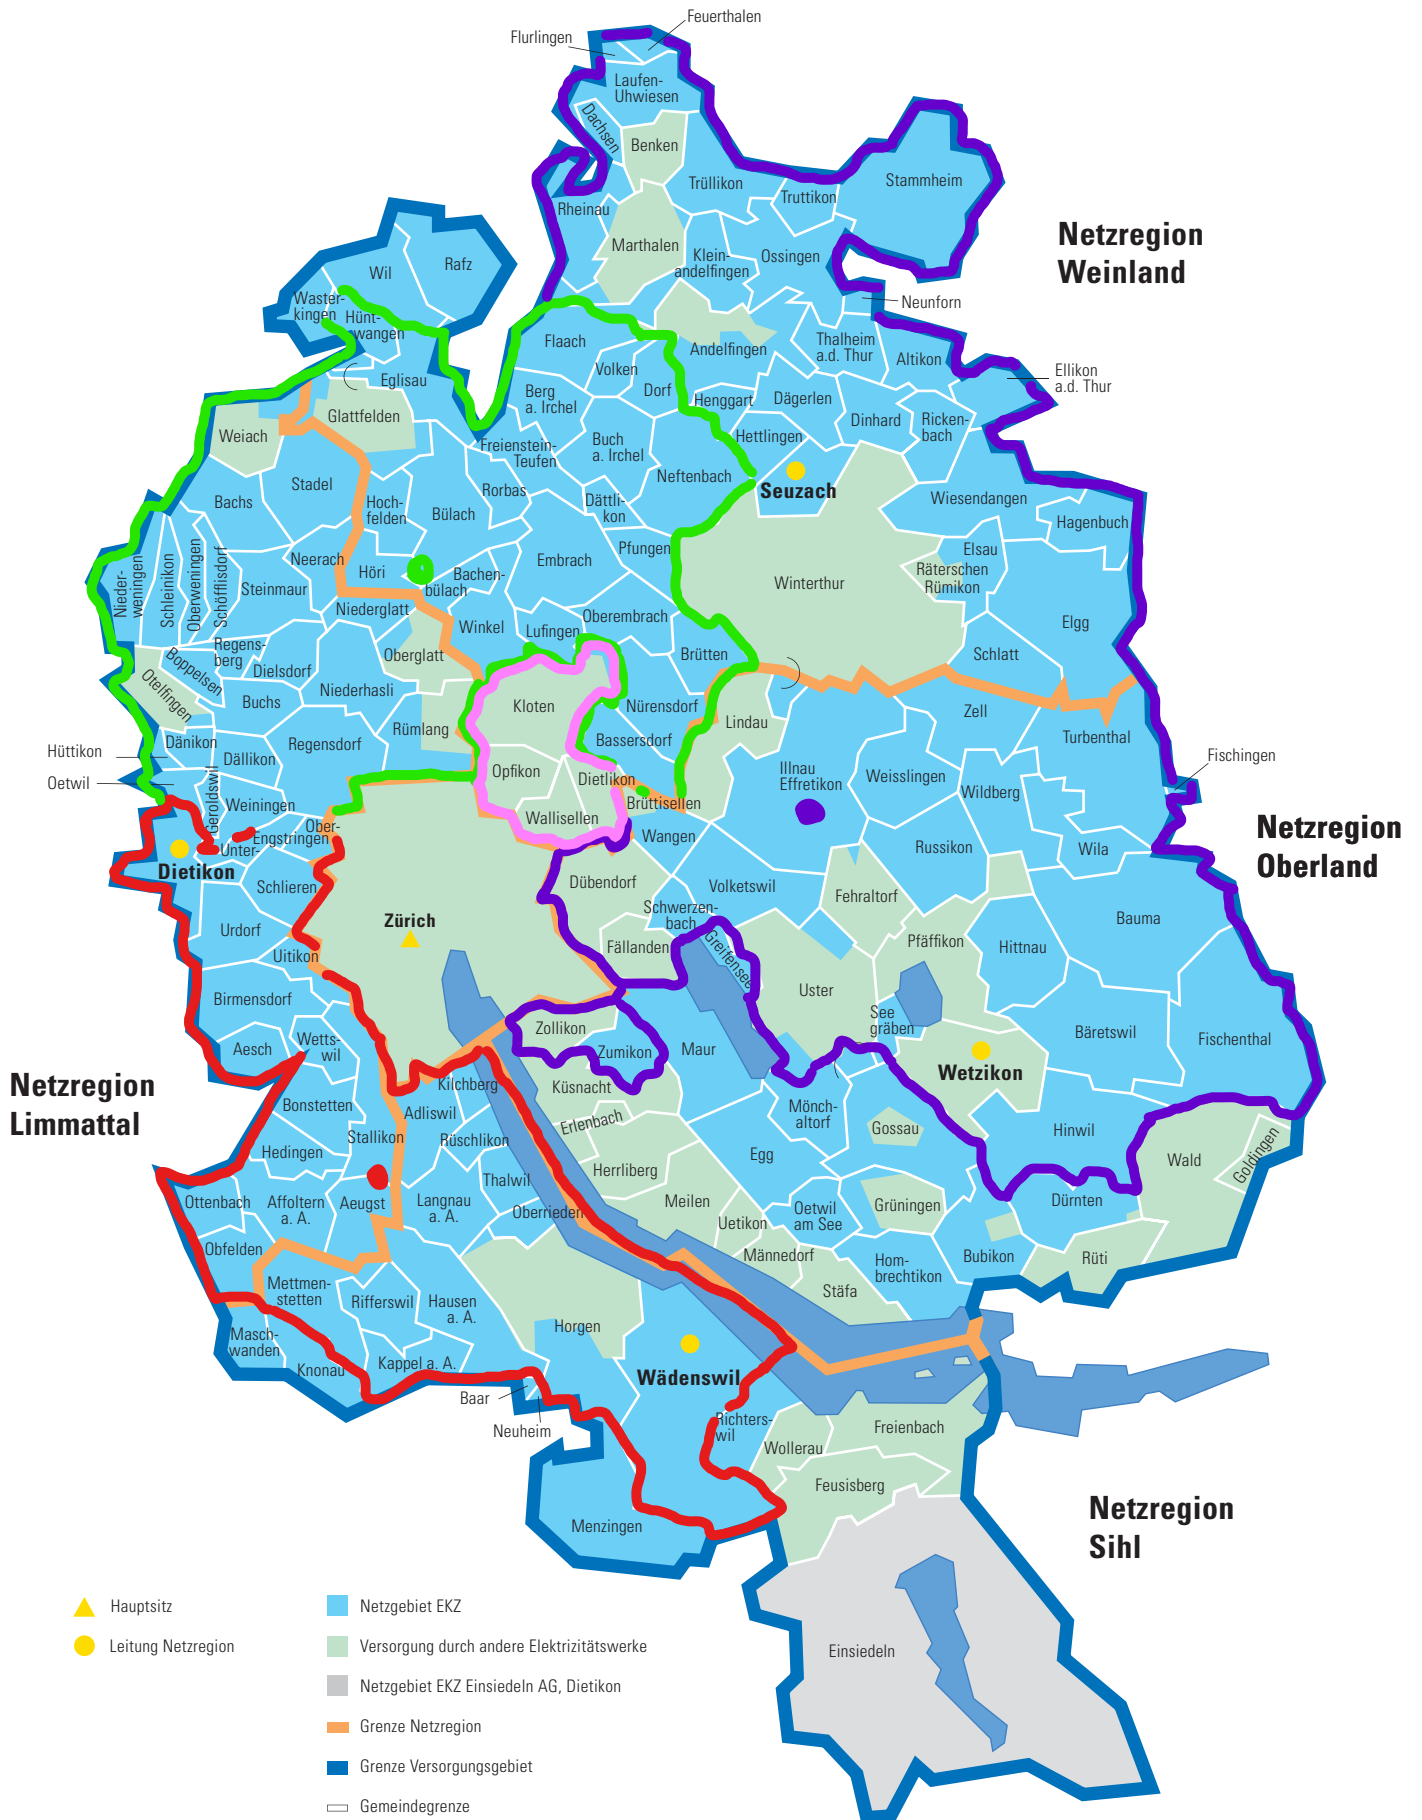 Feuerthalen
Flurlingen
Laufen-
Uhwiesen
Dachsen
Benken
Trüllikon
Truttikon
Stammheim
Rheinau
Marthalen
Klein-
andelfingen
Ossingen
Netzregion
Weinland
Wil
Rafz
Waster-
kingen
Hünt-
wangen
Neunforn
Flaach
Andelfingen
Thalheim
a.d. Thur
Altikon
Ellikon
a.d. Thur
Eglisau
Volken
Dorf
Berg
a. Irchel
Henggart
Dägerlen
Glattfelden
Weiach
Dinhard
Ricken-
bach
Hettlingen
Freienstein-
Teufen
Buch
a. Irchel
Neftenbach
Seuzach
Stadel
Bachs
Hoch-
felden
Bülach
Rorbas
Dättli-
kon
Wiesendangen
Hagenbuch
Pfungen
Elsau
Räterschen
Rümikon
Nieder-
weningen
Schleinikon
Oberweningen
Schöfflisdorf
Neerach
Steinmaur
Höri
Bachen-
bülach
Embrach
Winterthur
Niederglatt
Winkel
Lufingen
Oberembrach
Elgg
Brütten
Schlatt
Regens-
berg
Boppelsen
Dielsdorf
Oberglatt
Otelfingen
Buchs
Niederhasli
Kloten
Nürensdorf
Lindau
Zell
Rümlang
Turbenthal
Dänikon
Hüttikon
Dällikon
Regensdorf
Bassersdorf
Fischingen
Oetwil
Opfikon
Dietlikon
Illnau
Effretikon
Weisslingen
Wildberg
Geroldswil
Weiningen
Brüttisellen
Wallisellen
Wangen
Ober-
Engstringen
Unter-
Russikon
Wila
Netzregion
Oberland
Dietikon
Schlieren
Dübendorf
Volketswil
Fehraltorf
Schwerzen-
bach
Zürich
Urdorf
Bauma
Uitikon
Fällanden
Greifensee
Pfäffikon
Hittnau
Birmensdorf
Uster
See
gräben
Zollikon
Bäretswil
Fischenthal
Aesch
Wetts-
wil
Zumikon
Maur
Wetzikon
Netzregion
Limmattal
Kilchberg
Küsnacht
Bonstetten
Adliswil
Erlenbach
Mönch-
altorf
Gossau
Hinwil
Stallikon
Rüschlikon
Hedingen
Egg
Wald
Goldingen
Herrliberg
Thalwil
Ottenbach
Affoltern
a. A.
Aeugst
Langnau
a. A.
Meilen
Dürnten
Oberrieden
Uetikon
Oetwil
am See
Grüningen
Obfelden
Männedorf
Hom-
brechtikon
Bubikon
Rüti
Mettmen-
stetten
Rifferswil
Hausen
a. A.
Stäfa
Horgen
Masch-
wanden
Knonau
Kappel a. A.
Wädenswil
Baar
Neuheim
Richters-
wil
Wollerau
Freienbach
Feusisberg
Netzregion
Sihl
Menzingen
Einsiedeln
Hauptsitz
Leitung Netzregion
Netzgebiet EKZ
Versorgung durch andere Elektrizitätswerke
Netzgebiet EKZ Einsiedeln AG, Dietikon
Grenze Netzregion
Grenze Versorgungsgebiet
Gemeindegrenze